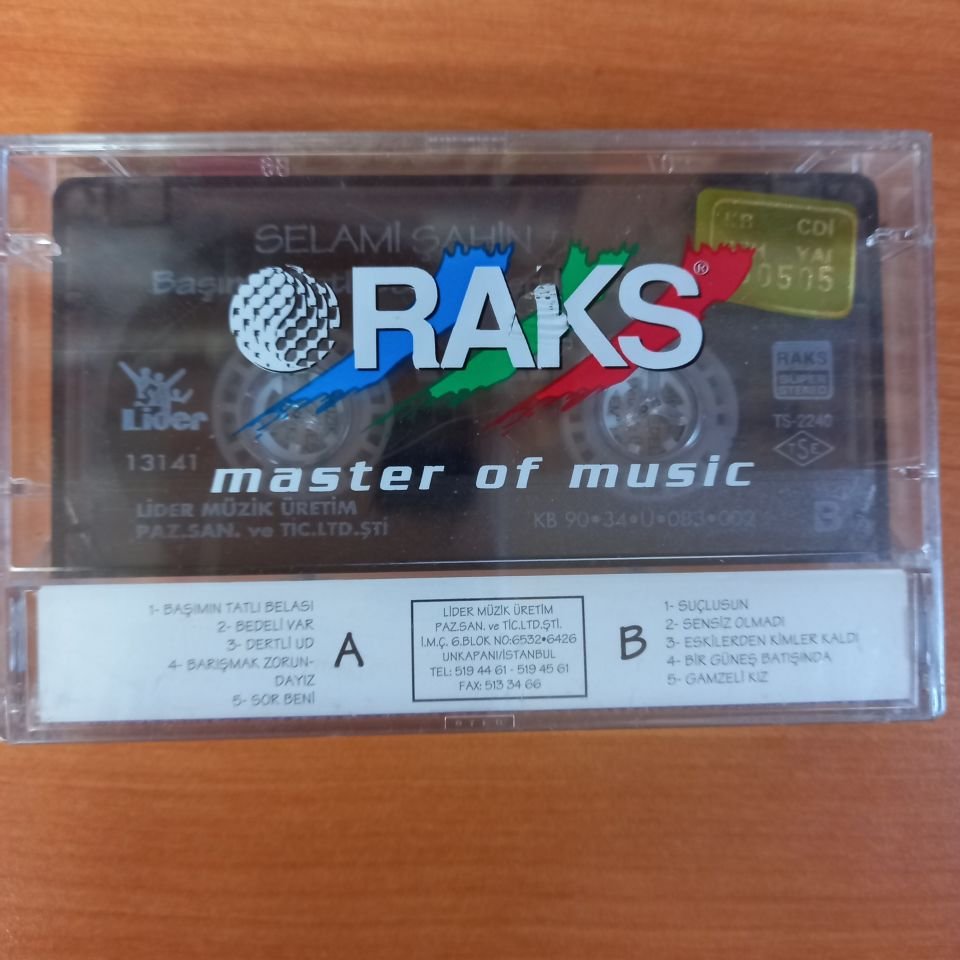 SELAMİ ŞAHİN
KB CDİ
YAI
0505
RAKS®
Lider
RAKS
SÜPER
STEREO
TS-2240
TSE
13141
master of music
LİDER MÜZİK ÜRETİM
PAZ.SAN. ve TİC.LTD.ŞTİ
KB 90•34•Ü•083•002
B
1- BAŞIMIN TATLI BELASI
2- BEDELİ VAR
3- DERTLİ UD
4- BARIŞMAK ZORUN-
DAYIZ
5- SOR BENİ
A
LİDER MÜZİK ÜRETİM
PAZ.SAN. ve TİC.LTD.ŞTİ.
İ.M.Ç. 6.BLOK NO:6532•6426
UNKAPANI/İSTANBUL
TEL: 519 44 61 - 519 45 61
FAX: 513 34 66
B
1- SUÇLUSUN
2- SENSİZ OLMADI
3- ESKİLERDEN KİMLER KALDI
4- BİR GÜNEŞ BATIŞINDA
5- GAMZELİ KIZ